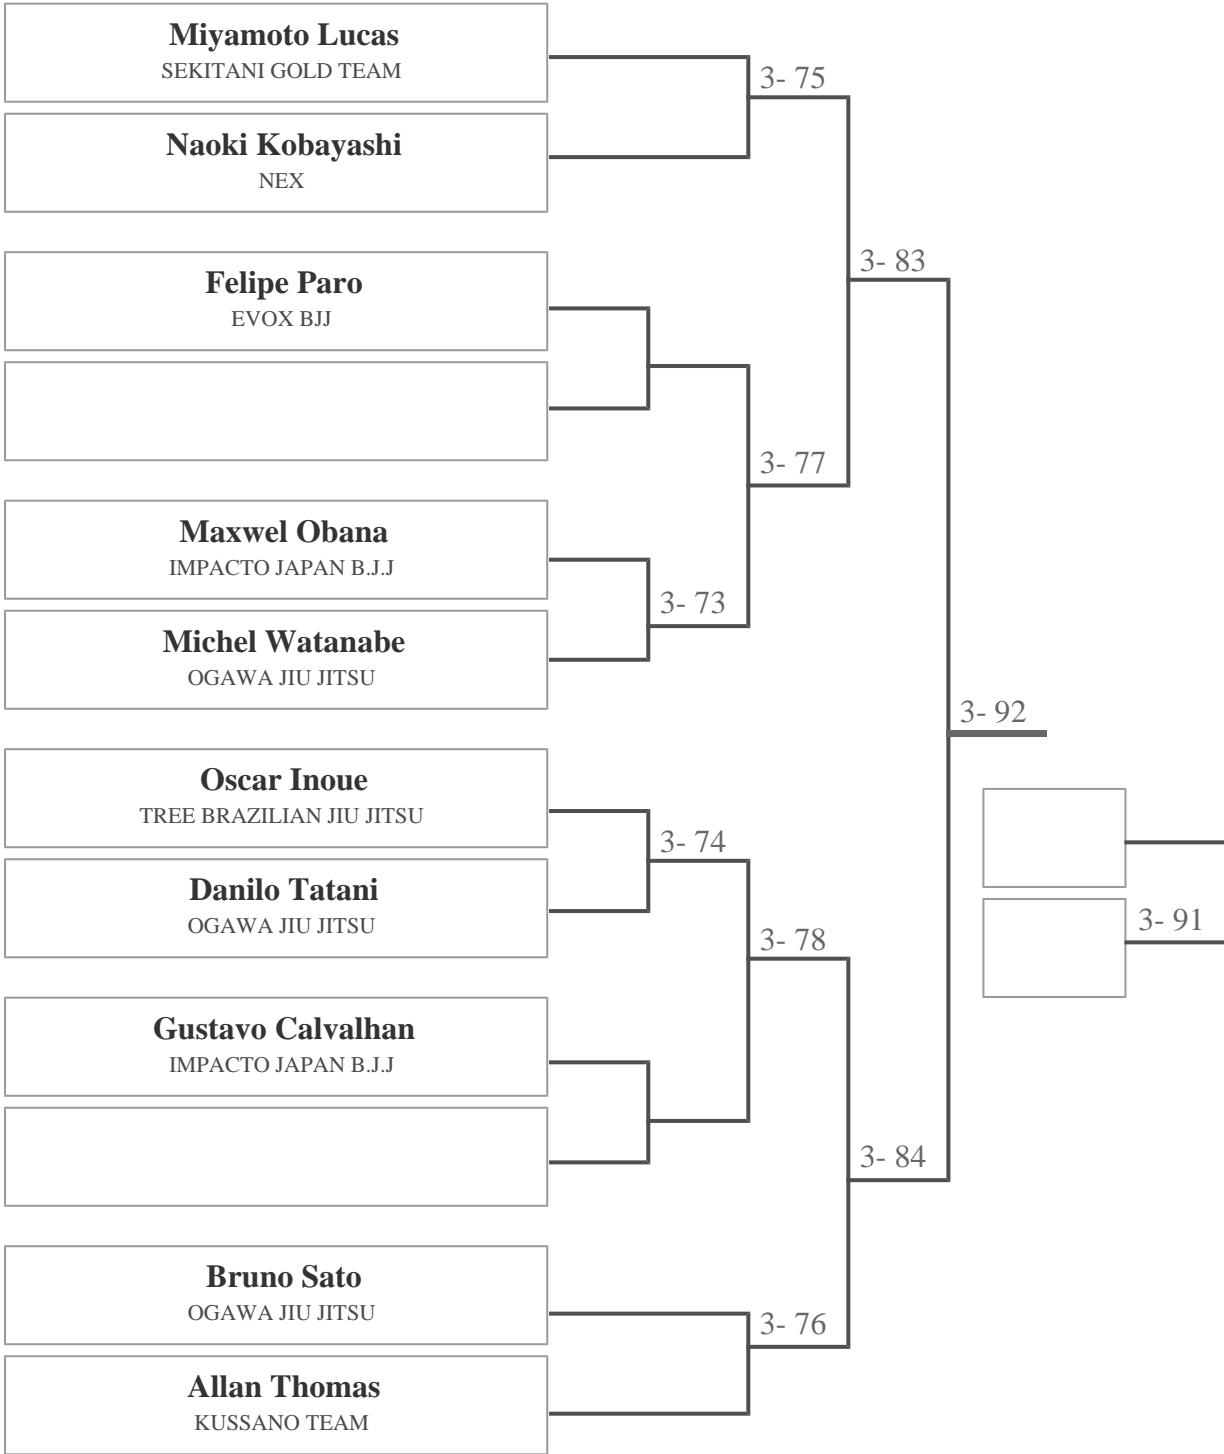 Miyamoto Lucas
SEKITANI GOLD TEAM
3- 75
Naoki Kobayashi
NEX
3- 83
Felipe Paro
EVOX BJJ
3- 77
Maxwel Obana
IMPACTO JAPAN B.J.J
3- 73
Michel Watanabe
OGAWA JIU JITSU
3- 92
Oscar Inoue
TREE BRAZILIAN JIU JITSU
3- 74
Danilo Tatani
OGAWA JIU JITSU
3- 91
3- 78
Gustavo Calvalhan
IMPACTO JAPAN B.J.J
3- 84
Bruno Sato
OGAWA JIU JITSU
3- 76
Allan Thomas
KUSSANO TEAM